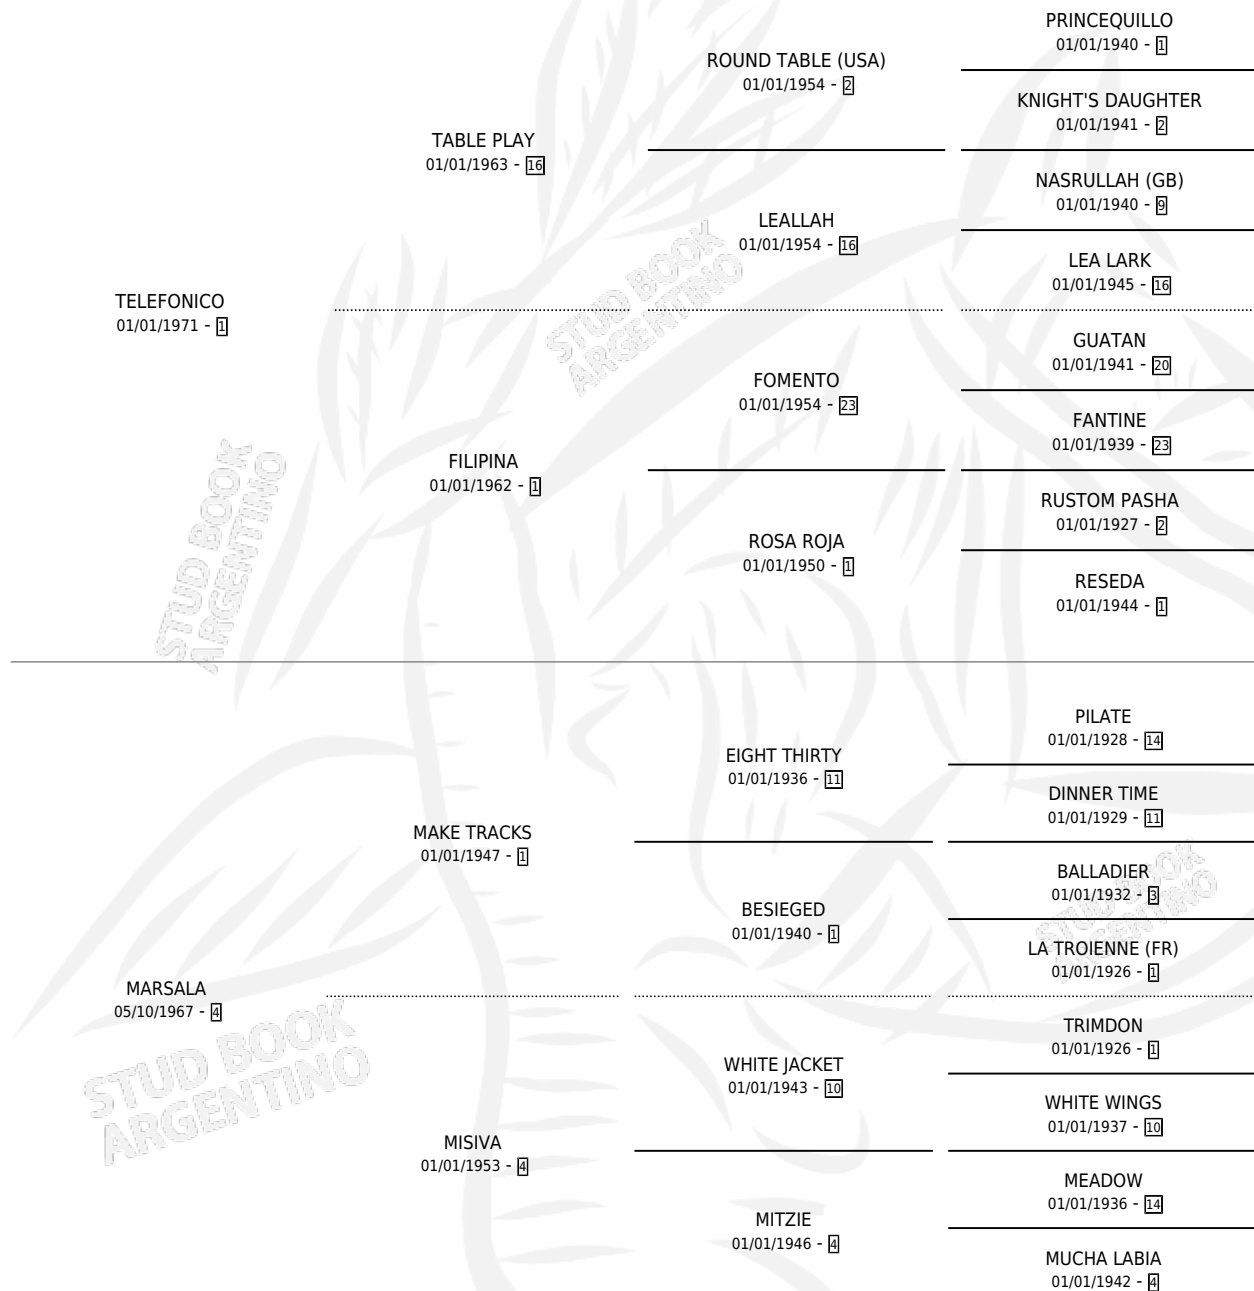 PRINCEQUILLO
01/01/1940 - 1
ROUND TABLE (USA)
01/01/1954 - 2
KNIGHT'S DAUGHTER
01/01/1941 - 2
TABLE PLAY
01/01/1963 - 16
NASRULLAH (GB)
01/01/1940 - 9
LEALLAH
01/01/1954 - 16
LEA LARK
01/01/1945 - 16
STUD BOOK
ARGENTINO
TELEFONICO
01/01/1971 - 1
GUATAN
01/01/1941 - 20
FOMENTO
01/01/1954 - 23
FANTINE
01/01/1939 - 23
FILIPINA
01/01/1962 - 1
RUSTOM PASHA
01/01/1927 - 2
ROSA ROJA
01/01/1950 - 1
RESEDA
01/01/1944 - 1
STUD BOOK
ARGENTINO
PILATE
01/01/1928 - 14
EIGHT THIRTY
01/01/1936 - 11
DINNER TIME
01/01/1929 - 11
MAKE TRACKS
01/01/1947 - 1
BALLADIER
01/01/1932 - 3
BESIEGED
01/01/1940 - 1
LA TROIENNE (FR)
01/01/1926 - 1
STUD BOOK
ARGENTINO
MARSALA
05/10/1967 - 4
TRIMDON
01/01/1926 - 1
WHITE JACKET
01/01/1943 - 10
WHITE WINGS
01/01/1937 - 10
STUD BOOK
ARGENTINO
MISIVA
01/01/1953 - 4
MEADOW
01/01/1936 - 14
MITZIE
01/01/1946 - 4
MUCHA LABIA
01/01/1942 - 4